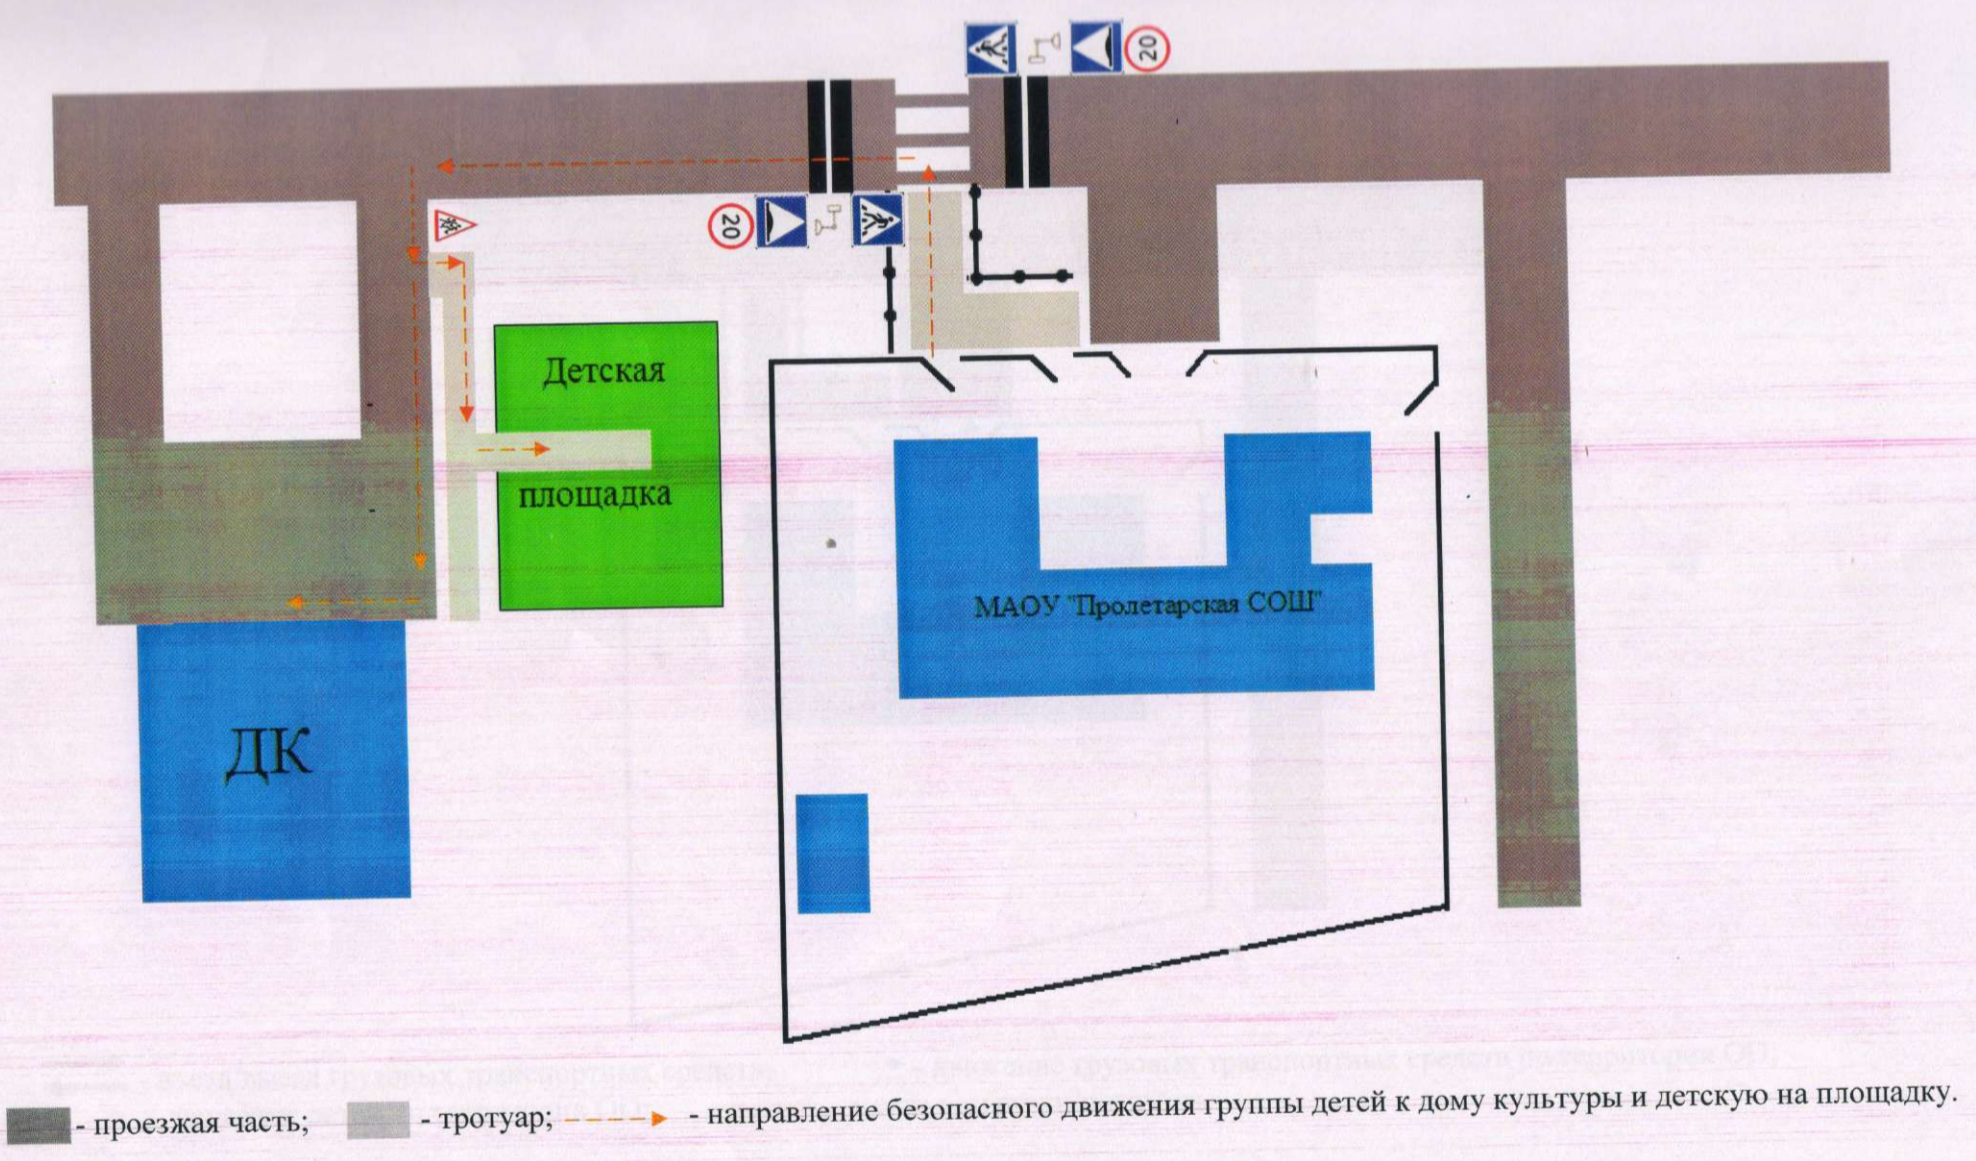 20
20
Детская
площадка
МАОУ "Пролетарская СОШ"
ДК
- проезжая часть;
- тротуар;
- направление безопасного движения группы детей к дому культуры и детскую на площадку.